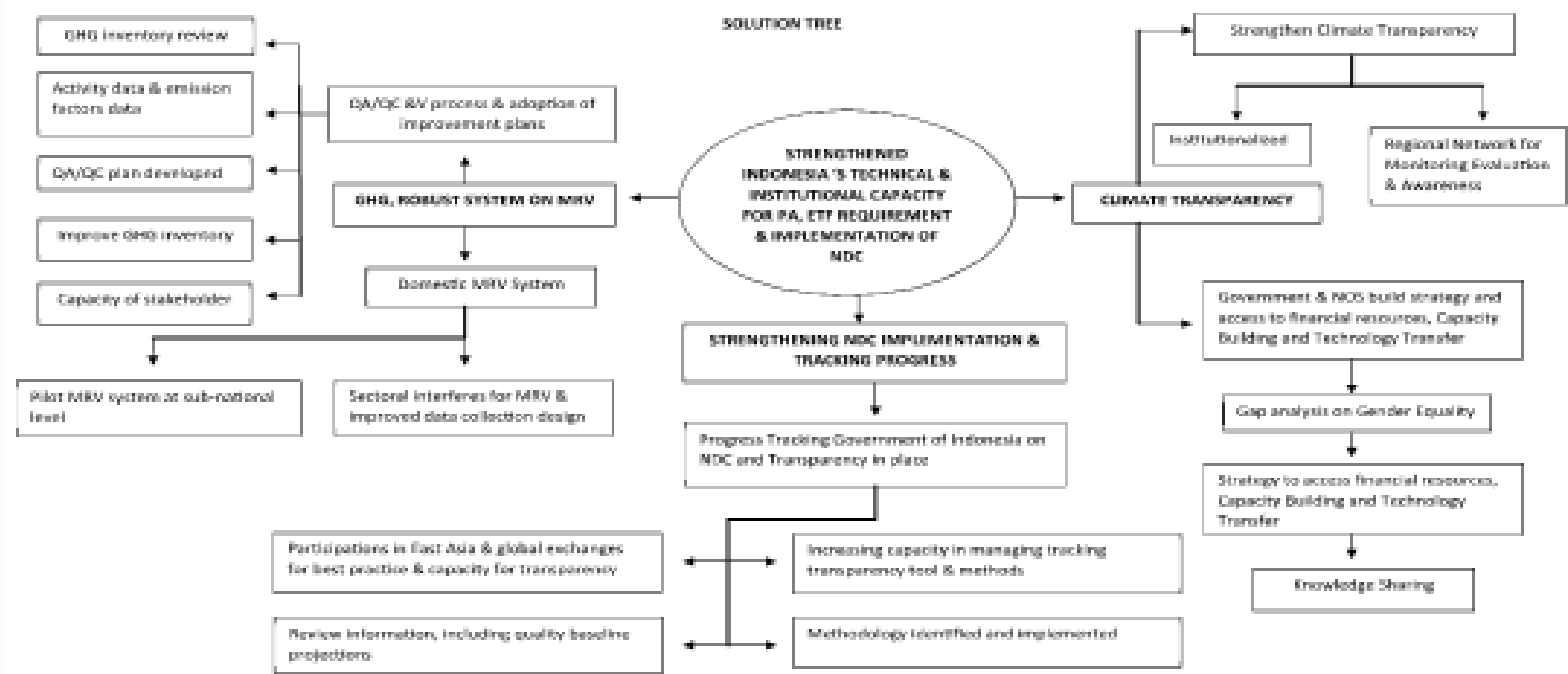 SOLUTION TREE
GHG inventory review
Activity data & emission
factors data
QA/QC plan developed
Improve GHG inventory
Capacity of stakeholder
QA/QC &V process & adoption of
improvement plans
GHG, ROBUST SYSTEM ON MRV
Domestic MRV System
Pilot MRV system at sub-national
level
Sectoral interferes for MRV &
improved data collection design
STRENGTHENED
INDONESIA'S TECHNICAL &
INSTITUTIONAL CAPACITY
FOR PA, ETF REQUIREMENT
& IMPLEMENTATION OF
NDC
STRENGTHENING NDC IMPLEMENTATION &
TRACKING PROGRESS
Progress Tracking Government of Indonesia on
NDC and Transparency in place
Participations in East Asia & global exchanges
for best practice & capacity for transparency
Increasing capacity in managing tracking
transparency tool & methods
Review information, including quality baseline
projections
Methodology identified and implemented
CLIMATE TRANSPARENCY
Strengthen Climate Transparency
Institutionalized
Regional Network for
Monitoring Evaluation
& Awareness
Government & NOS build strategy and
access to financial resources, Capacity
Building and Technology Transfer
Gap analysis on Gender Equality
Strategy to access financial resources,
Capacity Building and Technology
Transfer
Knowledge Sharing